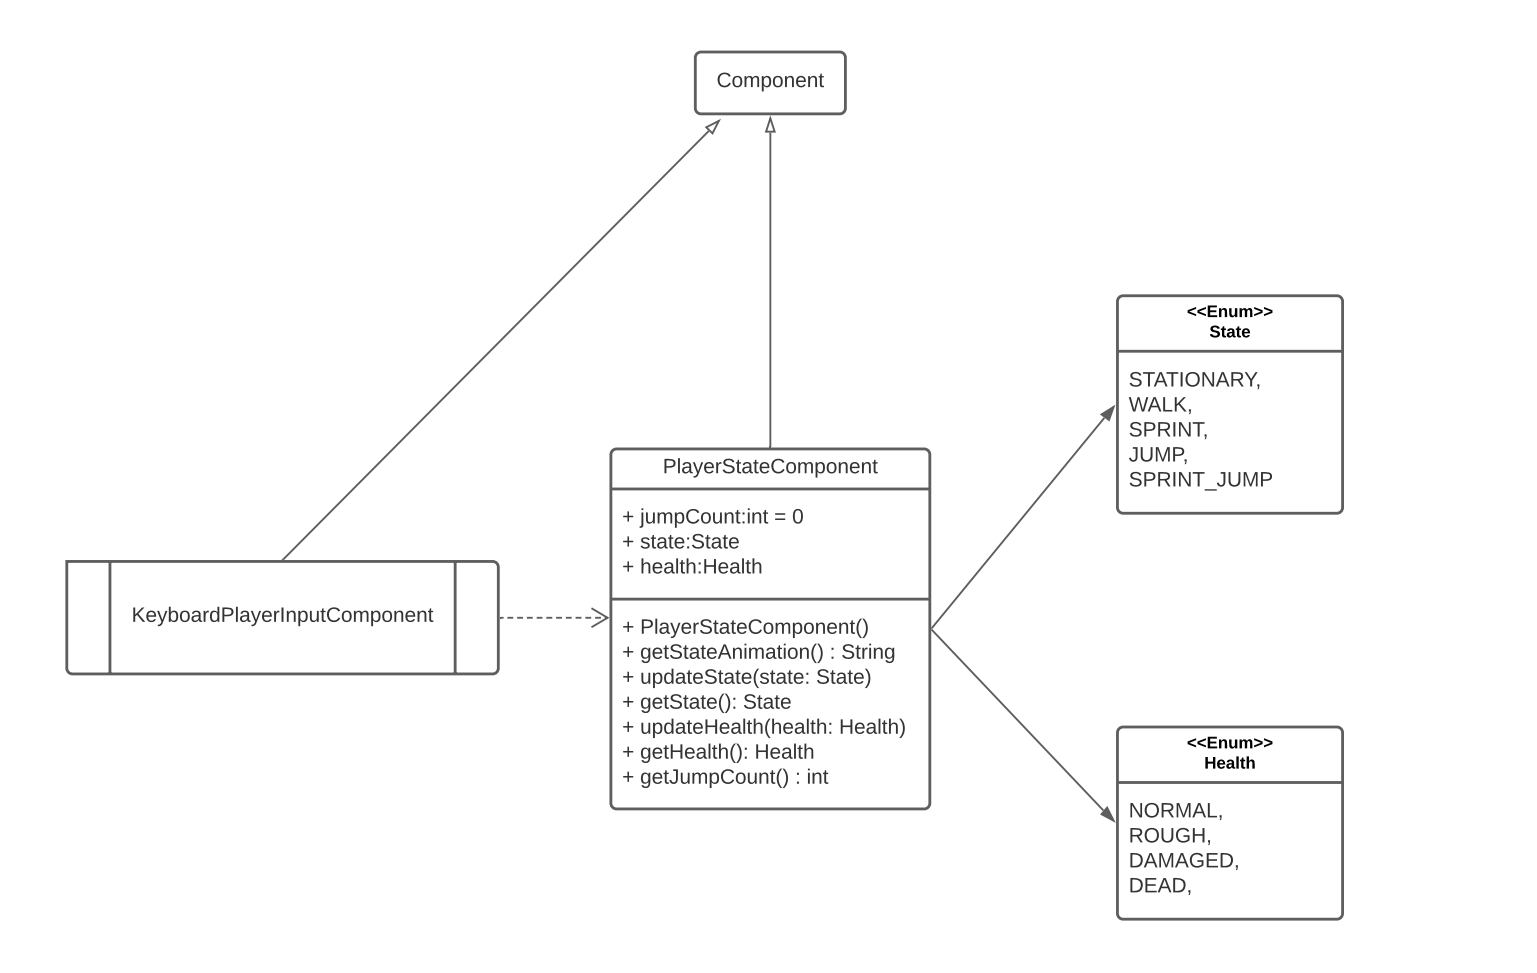 Component
<<Enum>>
State
STATIONARY,
WALK,
SPRINT,
JUMP,
SPRINT_JUMP
PlayerStateComponent
+ jumpCount:int = 0
+ state:State
+ health:Health
+ PlayerStateComponent()
+ getStateAnimation() : String
+ updateState(state: State)
+ getState(): State
+ updateHealth(health: Health)
+ getHealth(): Health
+ getJumpCount() : int
KeyboardPlayerInputComponent
<<Enum>>
Health
NORMAL,
ROUGH,
DAMAGED,
DEAD,